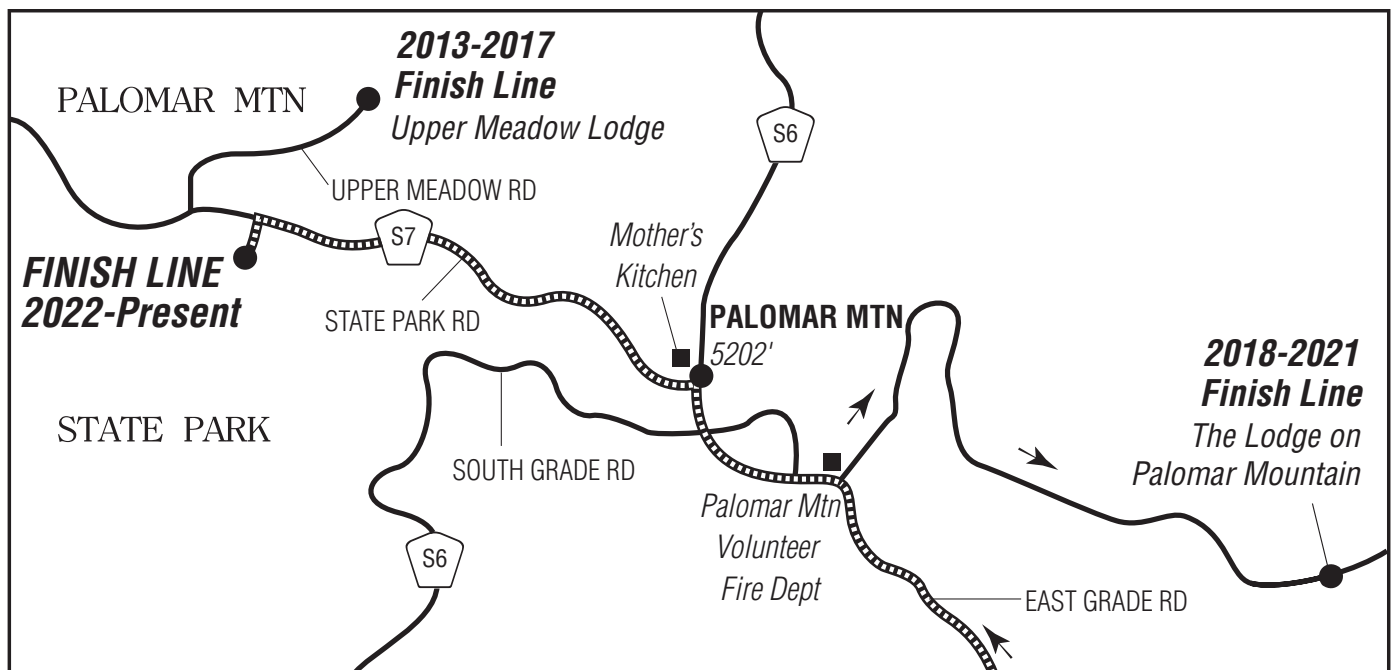 2013-2017
Finish Line
Upper Meadow Lodge
PALOMAR MTN
S6
UPPER MEADOW RD
S7
Mother's
Kitchen
FINISH LINE
2022-Present
STATE PARK RD
PALOMAR MTN
5202'
2018-2021
Finish Line
The Lodge on
Palomar Mountain
STATE PARK
SOUTH GRADE RD
Palomar Mtn
Volunteer
Fire Dept
S6
EAST GRADE RD